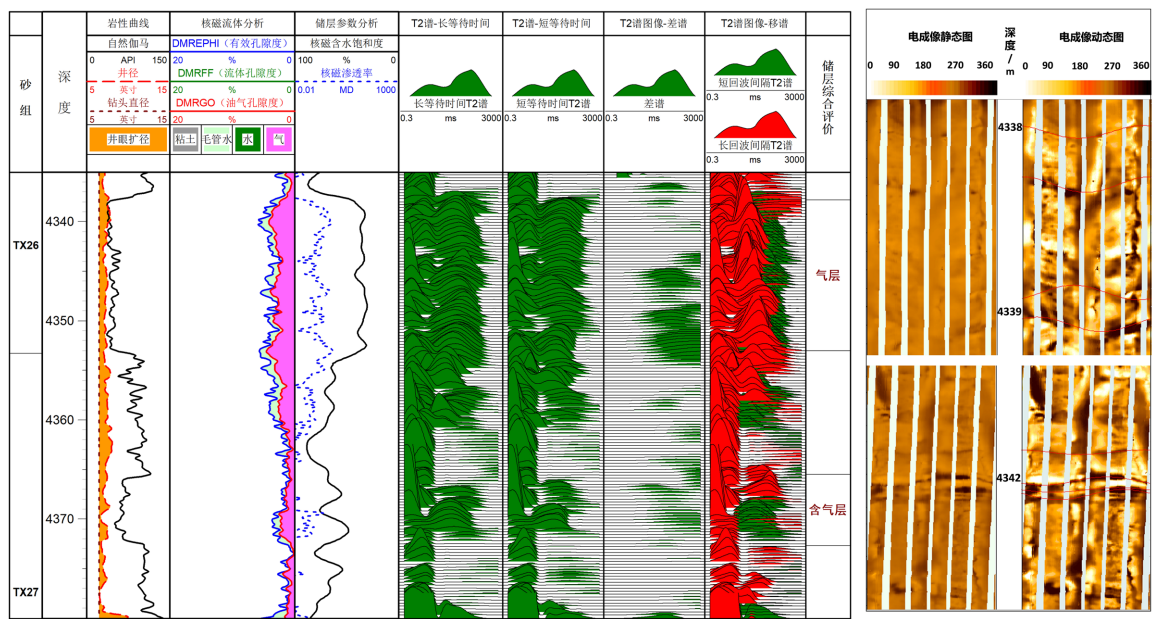 砂组
深度
岩性曲线
自然伽马
0 API 150
井径
5 英寸 15
钻头直径
5 英寸 15
井眼扩径
核磁流体分析
DMREPHI（有效孔隙度）
20 % 0
DMRFF（流体孔隙度）
20 % 0
DMRGO（油气孔隙度）
20 % 0
粘土 毛管水 水 气
储层参数分析
核磁含水饱和度
100 % 0
核磁渗透率
0.01 MD 1000
T2谱-长等待时间
长等待时间T2谱
0.3 ms 3000
T2谱-短等待时间
短等待时间T2谱
0.3 ms 3000
T2谱图像-差谱
差谱
0.3 ms 3000
T2谱图像-移谱
短回波间隔T2谱
0.3 ms 3000
长回波间隔T2谱
0.3 ms 3000
储层综合评价
TX26
TX27
4340
4350
4360
4370
气层
含气层
电成像静态图
0 90 180 270 360
深度/m
电成像动态图
0 90 180 270 360
4338
4339
4342